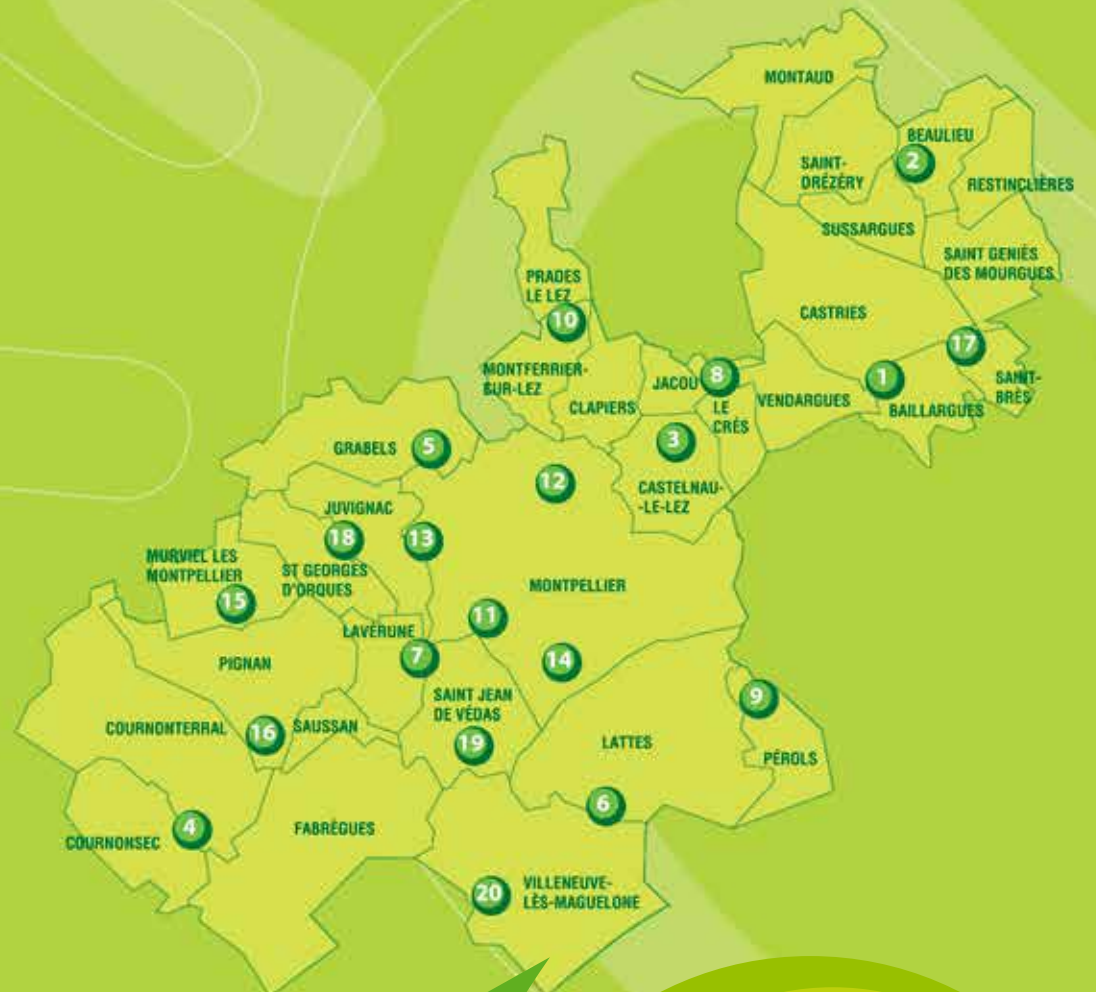 MONTAUD
BEAULIEU
2
SAINT-
DRÉZÉRY
RESTINCLIÈRES
SUSSARGUES
SAINT GENIÈS
DES MOURGUES
PRADES
LE LEZ
10
CASTRIES
17
MONTFERRIER-
SUR-LEZ
JACOU
8
1
SAINT-
BRÈS
CLAPIERS
LE
CRÈS
VENDARGUES
BAILLARGUES
GRABELS
5
3
12
CASTELNAU-
-LE-LEZ
JUVIGNAC
18
13
MURVIEL LES
MONTPELLIER
ST GEORGES
D'ORQUES
MONTPELLIER
15
11
LAVÉRUNE
7
14
PIGNAN
SAINT JEAN
DE VÉDAS
9
COURNONTERRAL
16
SAUSSAN
19
LATTES
PÉROLS
6
COURNONSEC
4
FABRÈGUES
20
VILLENEUVE-
LÈS-MAGUELONE